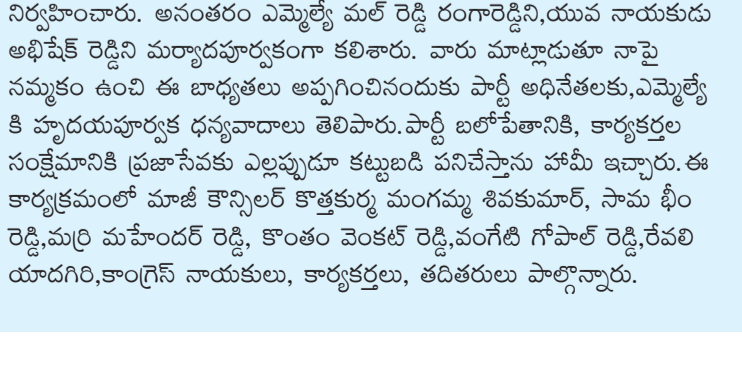 నిర్వహించారు. అనంతరం ఎమ్మెల్యే మల్ రెడ్డి రంగారెడ్డిని,యువ నాయకుడు
అభిషేక్ రెడ్డిని మర్యాదపూర్వకంగా కలిశారు. వారు మాట్లాడుతూ నాపై
నమ్మకం ఉంచి ఈ బాధ్యతలు అప్పగించినందుకు పార్టీ అధినేతలకు,ఎమ్మెల్యే
కి హృదయపూర్వక ధన్యవాదాలు తెలిపారు.పార్టీ బలోపేతానికి, కార్యకర్తల
సంక్షేమానికి ప్రజాసేవకు ఎల్లప్పుడూ కట్టుబడి పనిచేస్తాను హామీ ఇచ్చారు.ఈ
కార్యక్రమంలో మాజీ కౌన్సిలర్ కొత్తకుర్మ మంగమ్మ శివకుమార్, సామ భీం
రెడ్డి,మర్రి మహేందర్ రెడ్డి, కొంతం వెంకట్ రెడ్డి,వంగేటి గోపాల్ రెడ్డి,రేవలి
యాదగిరి,కాంగ్రెస్ నాయకులు, కార్యకర్తలు, తదితరులు పాల్గొన్నారు.